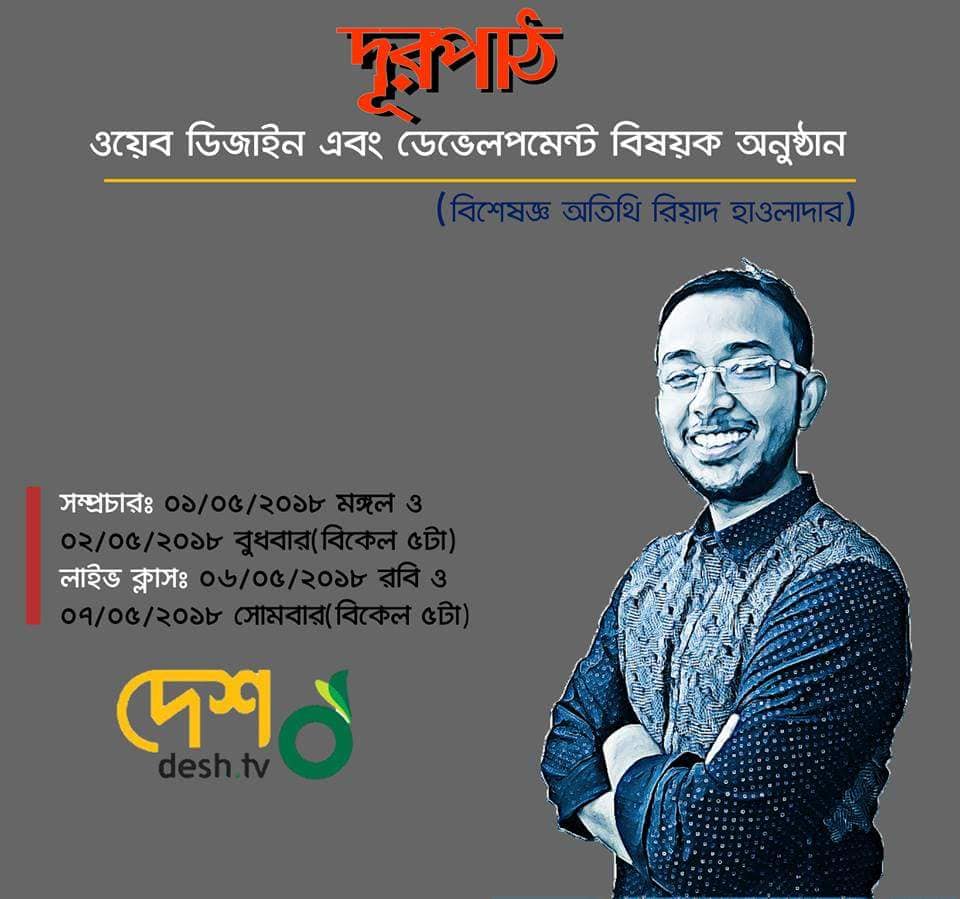 দূরপাঠ
ওয়েব ডিজাইন এবং ডেভেলপমেন্ট বিষয়ক অনুষ্ঠান
(বিশেষজ্ঞ অতিথি রিয়াদ হাওলাদার)
সম্প্রচারঃ ০১/০৫/২০১৮ মঙ্গল ও
০২/০৫/২০১৮ বুধবার(বিকেল ৫টা)
লাইভ ক্লাসঃ ০৬/০৫/২০১৮ রবি ও
০৭/০৫/২০১৮ সোমবার(বিকেল ৫টা)
দেশ
desh.tv